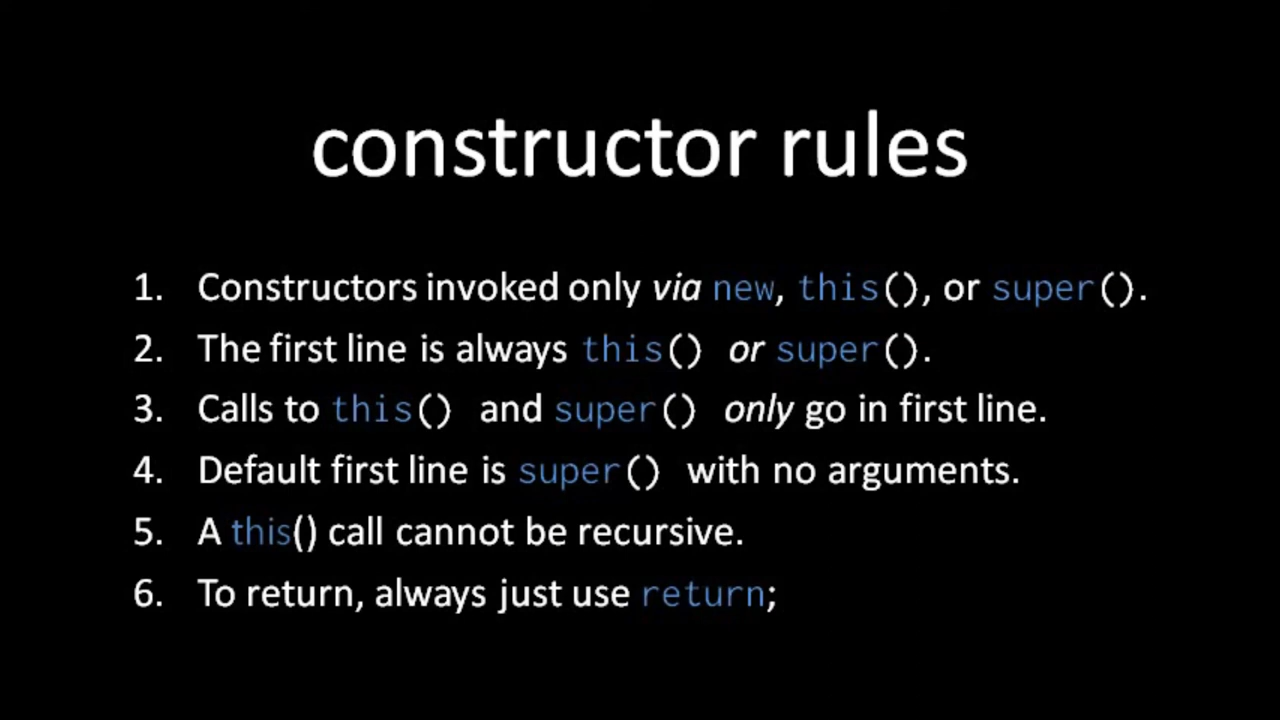 constructor rules
1. Constructors invoked only via new, this(), or super().
2. The first line is always this() or super().
3. Calls to this() and super() only go in first line.
4. Default first line is super() with no arguments.
5. A this() call cannot be recursive.
6. To return, always just use return;